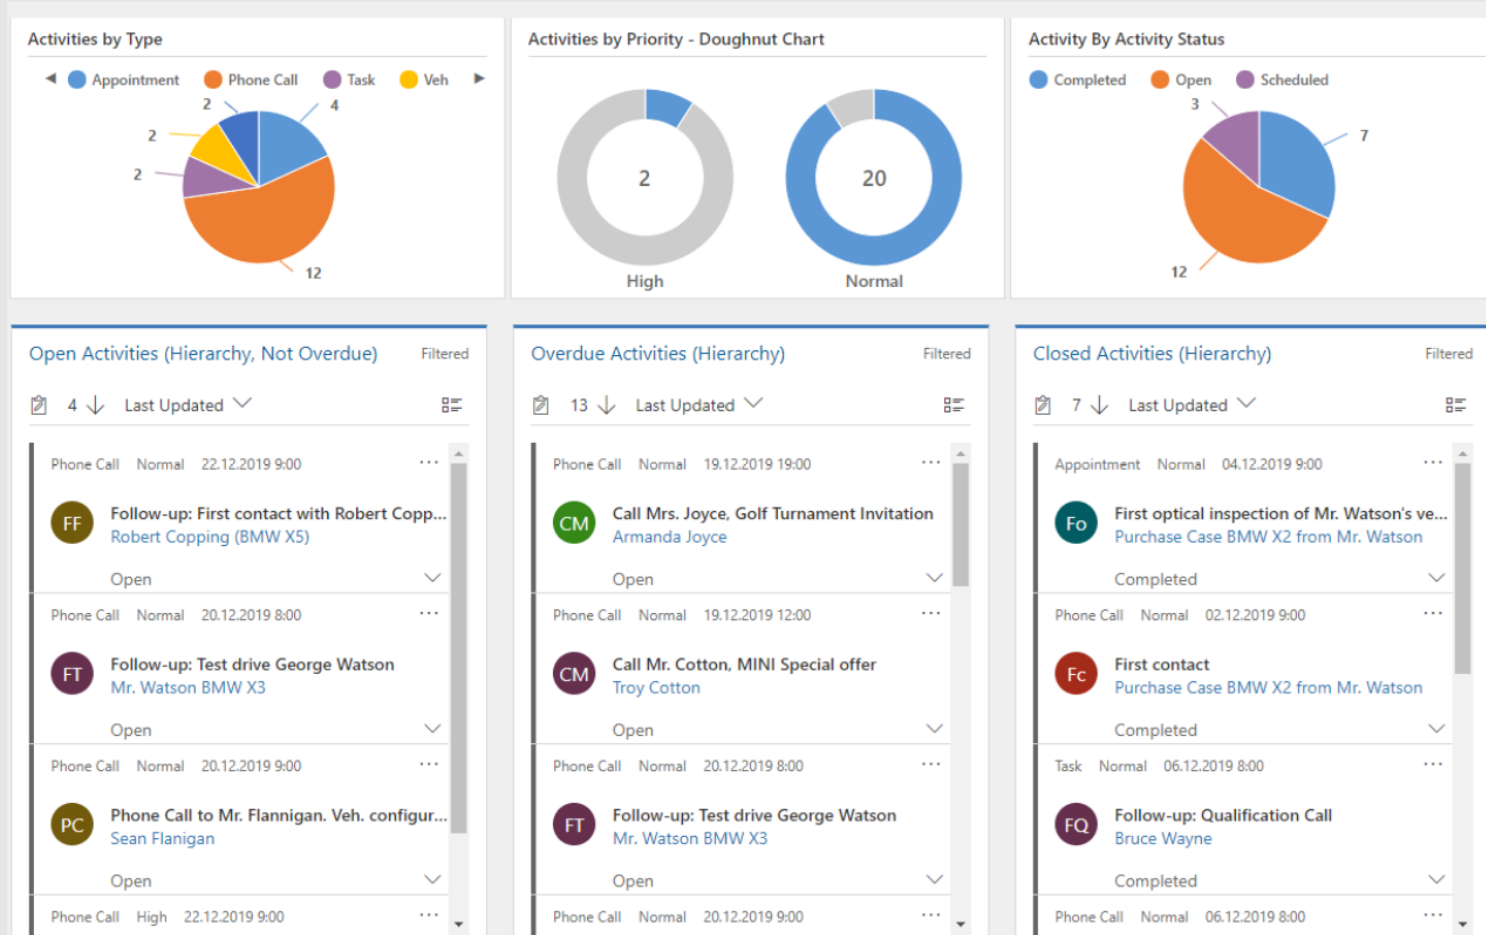 Activities by Type
Appointment Phone Call Task Veh
2 4
2
2
12
Activities by Priority - Doughnut Chart
2 20
High Normal
Activity By Activity Status
Completed Open Scheduled
3
7
12
Open Activities (Hierarchy, Not Overdue) Filtered
4 Last Updated
Phone Call Normal 22.12.2019 9:00 ...
FF
Follow-up: First contact with Robert Copp...
Robert Copping (BMW X5)
Open
Phone Call Normal 20.12.2019 8:00 ...
FT
Follow-up: Test drive George Watson
Mr. Watson BMW X3
Open
Phone Call Normal 20.12.2019 9:00 ...
PC
Phone Call to Mr. Flannigan. Veh. configur...
Sean Flanigan
Open
Phone Call High 22.12.2019 9:00 ...
Overdue Activities (Hierarchy) Filtered
13 Last Updated
Phone Call Normal 19.12.2019 19:00 ...
CM
Call Mrs. Joyce, Golf Turnament Invitation
Armanda Joyce
Open
Phone Call Normal 19.12.2019 12:00 ...
CM
Call Mr. Cotton, MINI Special offer
Troy Cotton
Open
Phone Call Normal 20.12.2019 8:00 ...
FT
Follow-up: Test drive George Watson
Mr. Watson BMW X3
Open
Phone Call Normal 20.12.2019 9:00 ...
Closed Activities (Hierarchy) Filtered
7 Last Updated
Appointment Normal 04.12.2019 9:00 ...
Fo
First optical inspection of Mr. Watson's ve...
Purchase Case BMW X2 from Mr. Watson
Completed
Phone Call Normal 02.12.2019 9:00 ...
Fc
First contact
Purchase Case BMW X2 from Mr. Watson
Completed
Task Normal 06.12.2019 8:00 ...
FQ
Follow-up: Qualification Call
Bruce Wayne
Completed
Phone Call Normal 06.12.2019 8:00 ...